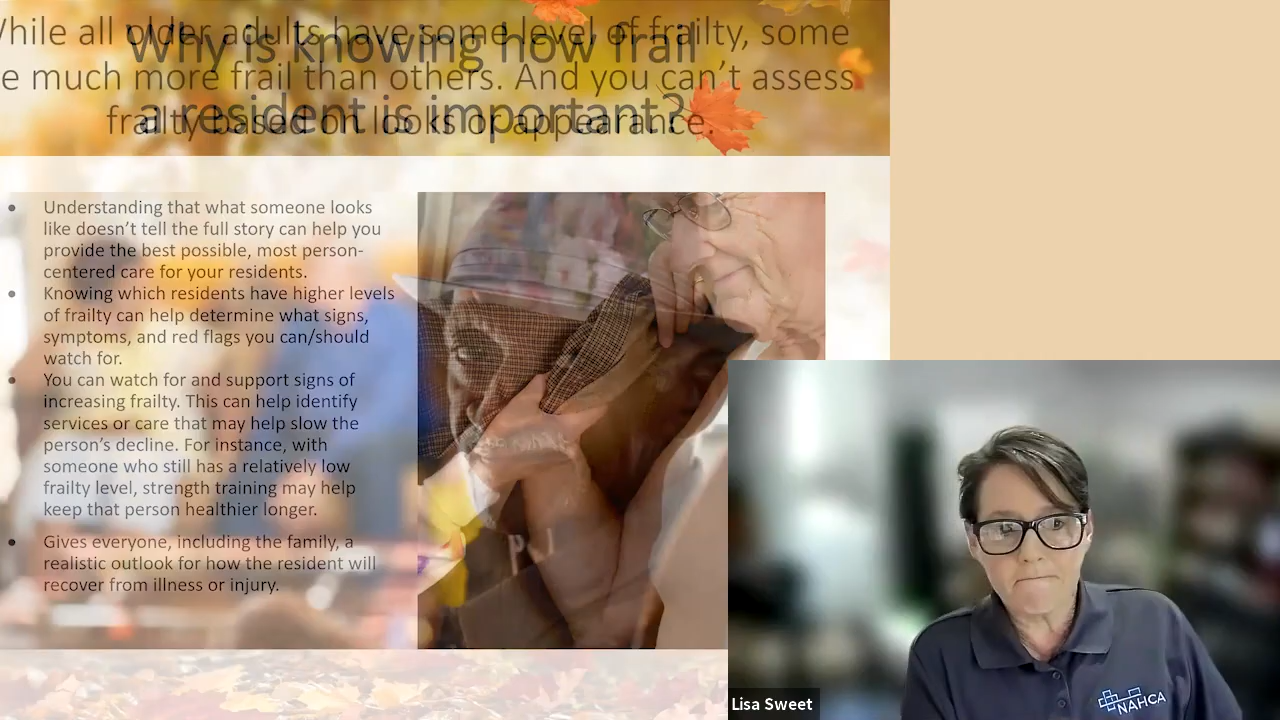 While all older adults have some level of frailty, some
Why is knowing how frail
e much more frail than others. And you can't assess
a resident is important?
frailty based on looks or appearance.
• Understanding that what someone looks
like doesn't tell the full story can help you
provide the best possible, most person-
centered care for your residents.
• Knowing which residents have higher levels
of frailty can help determine what signs,
symptoms, and red flags you can/should
watch for.
• You can watch for and support signs of
increasing frailty. This can help identify
services or care that may help slow the
person's decline. For instance, with
someone who still has a relatively low
frailty level, strength training may help
keep that person healthier longer.
• Gives everyone, including the family, a
realistic outlook for how the resident will
recover from illness or injury.
NAHCA
Lisa Sweet